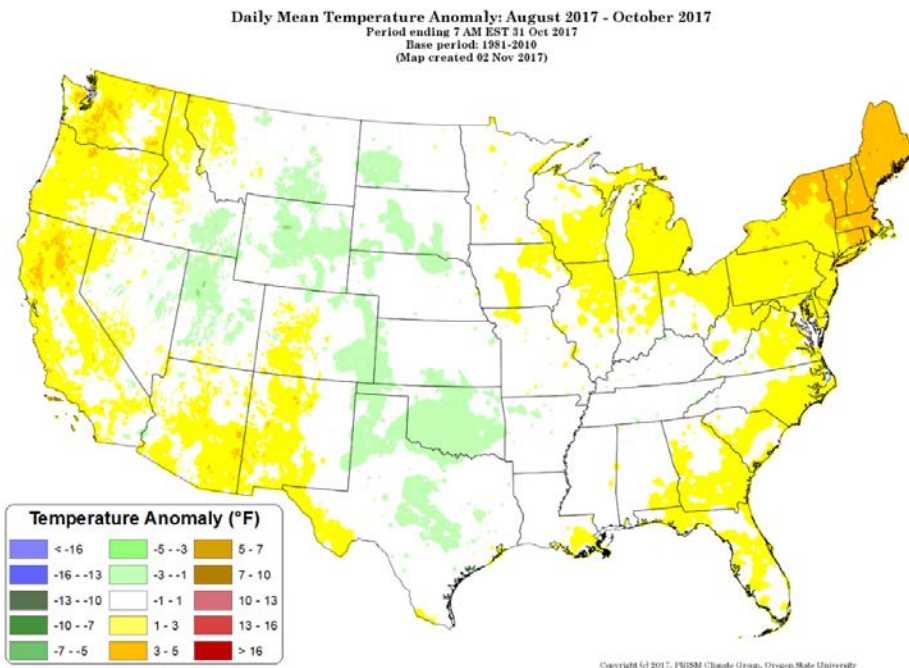 Daily Mean Temperature Anomaly: August 2017 - October 2017
Period ending 7 AM EST 31 Oct 2017
Base period: 1981-2010
(Map created 02 Nov 2017)
Temperature Anomaly (°F)
< -16 -5 - -3 5 - 7
-16 - -13 -3 - -1 7 - 10
-13 - -10 -1 - 1 10 - 13
-10 - -7 1 - 3 13 - 16
-7 - -5 3 - 5 > 16
Copyright (c) 2017, PRISM Climate Group, Oregon State University